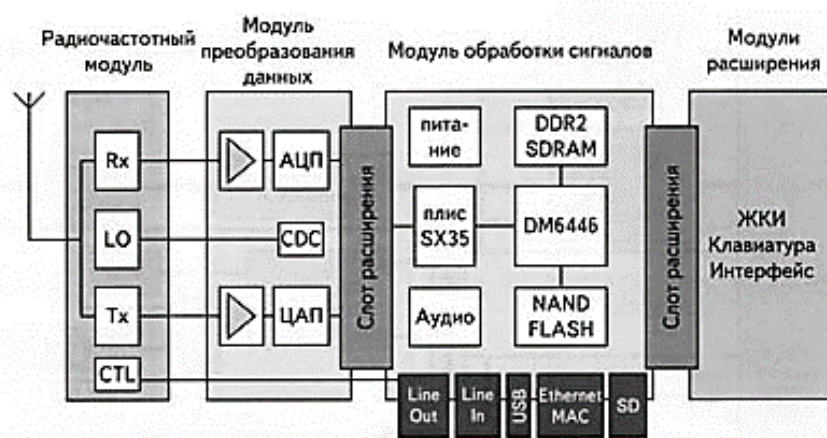 Радиочастотный
модуль
Модуль
преобразования
данных
Модуль обработки сигналов
Модули
расширения
Rx
LO
Tx
CTL
АЦП
CDC
ЦАП
Слот расширения
пита-
ние
DDR2
SDRAM
плис
SX35
DM6446
Аудио
NAND
FLASH
Line
Out
Line
In
USB
Ethernet
MAC
SD
Слот расширения
ЖКИ
Клавиатура
Интерфейс